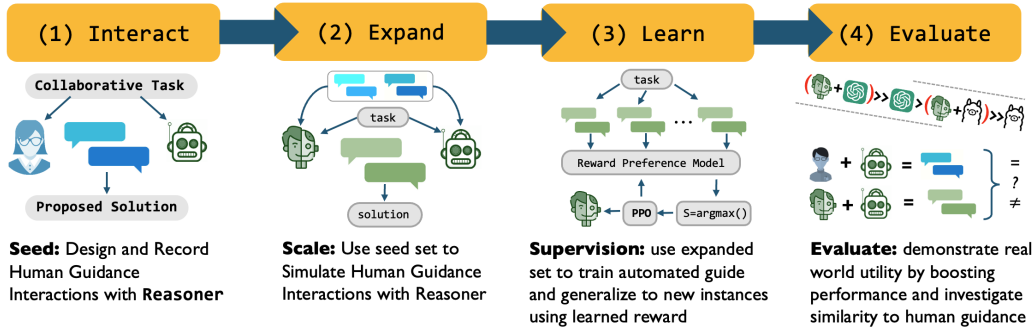 (1) Interact
(2) Expand
(3) Learn
(4) Evaluate
Collaborative Task
Proposed Solution
Seed: Design and Record
Human Guidance
Interactions with Reasoner
task
solution
Scale: Use seed set to
Simulate Human Guidance
Interactions with Reasoner
task
...
Reward Preference Model
PPO
S=argmax()
Supervision: use expanded
set to train automated guide
and generalize to new instances
using learned reward
( + ) >> > ( + ) >>
+ = =
?
+ = ≠
Evaluate: demonstrate real
world utility by boosting
performance and investigate
similarity to human guidance